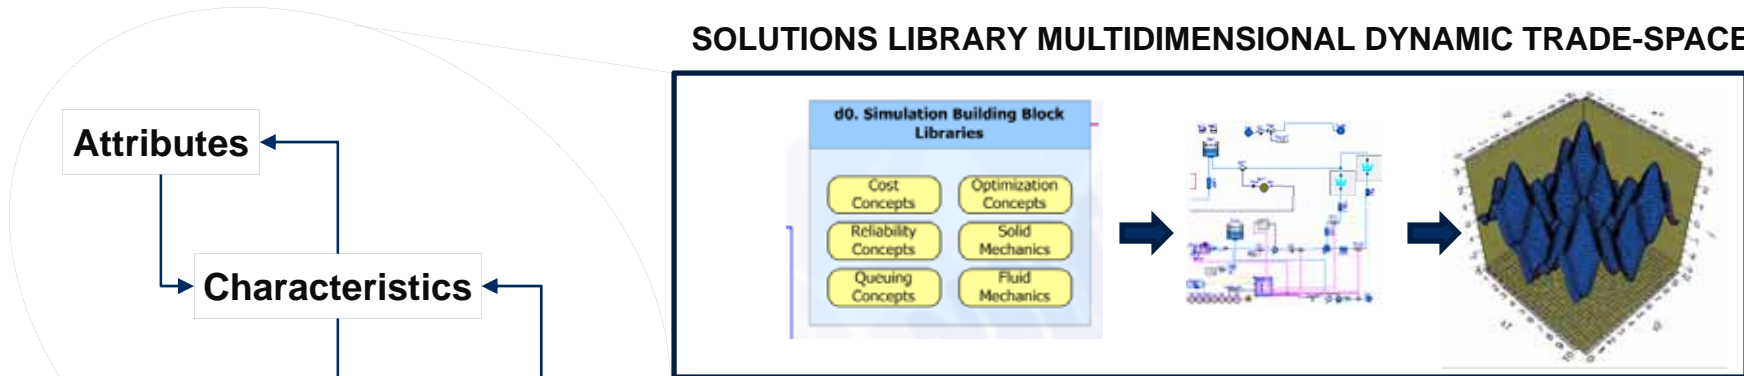 SOLUTIONS LIBRARY MULTIDIMENSIONAL DYNAMIC TRADE-SPACE
Attributes
Characteristics
d0. Simulation Building Block
Libraries
Cost
Concepts
Optimization
Concepts
Reliability
Concepts
Solid
Mechanics
Queuing
Concepts
Fluid
Mechanics